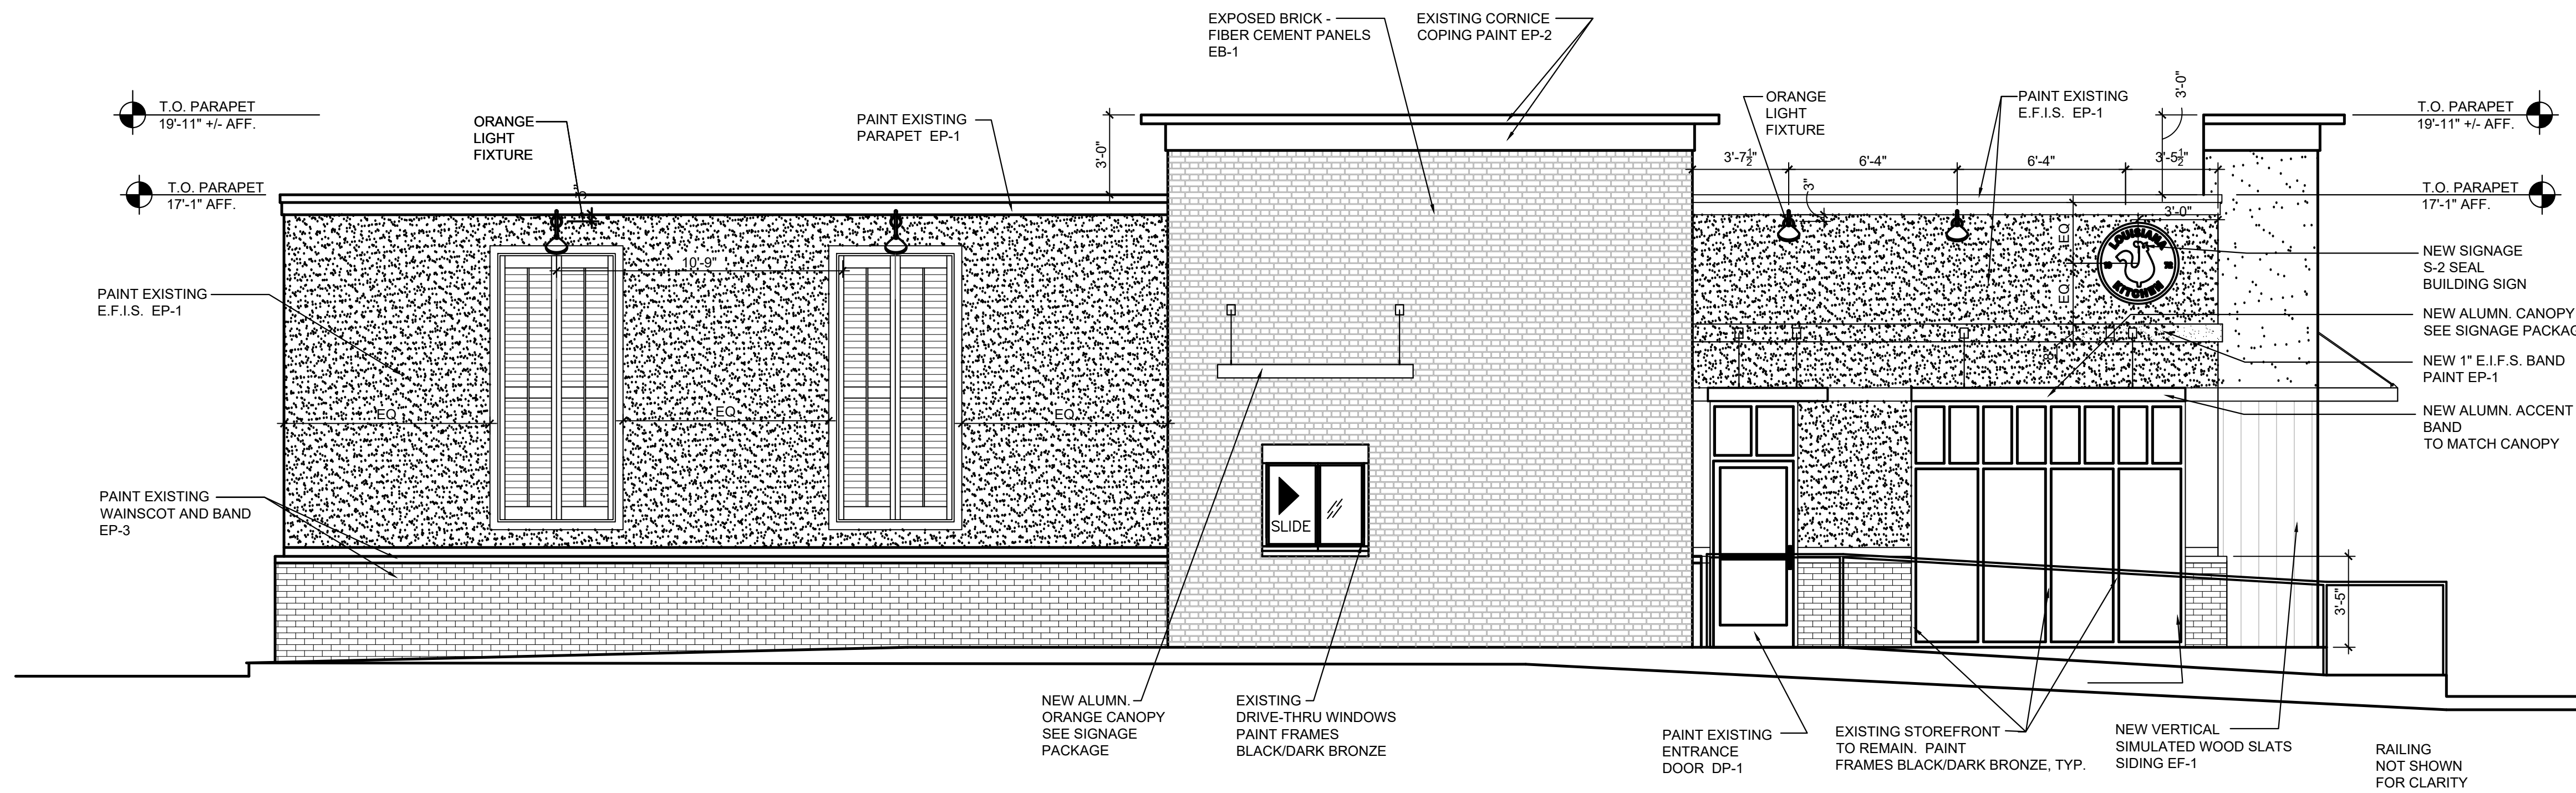 EXPOSED BRICK -
FIBER CEMENT PANELS
EB-1
EXISTING CORNICE
COPING PAINT EP-2
T.O. PARAPET
19'-11" +/- AFF.
T.O. PARAPET
17'-1" AFF.
ORANGE
LIGHT
FIXTURE
PAINT EXISTING
PARAPET EP-1
3'-0"
ORANGE
LIGHT
FIXTURE
PAINT EXISTING
E.F.I.S. EP-1
3'-0"
T.O. PARAPET
19'-11" +/- AFF.
T.O. PARAPET
17'-1" AFF.
3'-7½"
6'-4"
6'-4"
3'-5½"
3"
3'-0"
EQ
EQ
LOUISIANA
KITCHEN
10'-9"
PAINT EXISTING
E.F.I.S. EP-1
EQ
EQ
EQ
NEW SIGNAGE
S-2 SEAL
BUILDING SIGN
NEW ALUMN. CANOPY
SEE SIGNAGE
NEW 1" E.I.F.S. BAND
PAINT EP-1
NEW ALUMN. ACCENT
BAND
TO MATCH CANOPY
PAINT EXISTING
WAINSCOT AND BAND
EP-3
SLIDE
3'-5"
NEW ALUMN.
ORANGE CANOPY
SEE SIGNAGE
PACKAGE
EXISTING
DRIVE-THRU WINDOWS
PAINT FRAMES
BLACK/DARK BRONZE
PAINT EXISTING
ENTRANCE
DOOR DP-1
EXISTING STOREFRONT
TO REMAIN. PAINT
FRAMES BLACK/DARK BRONZE, TYP.
NEW VERTICAL
SIMULATED WOOD SLATS
SIDING EF-1
RAILING
NOT SHOWN
FOR CLARITY